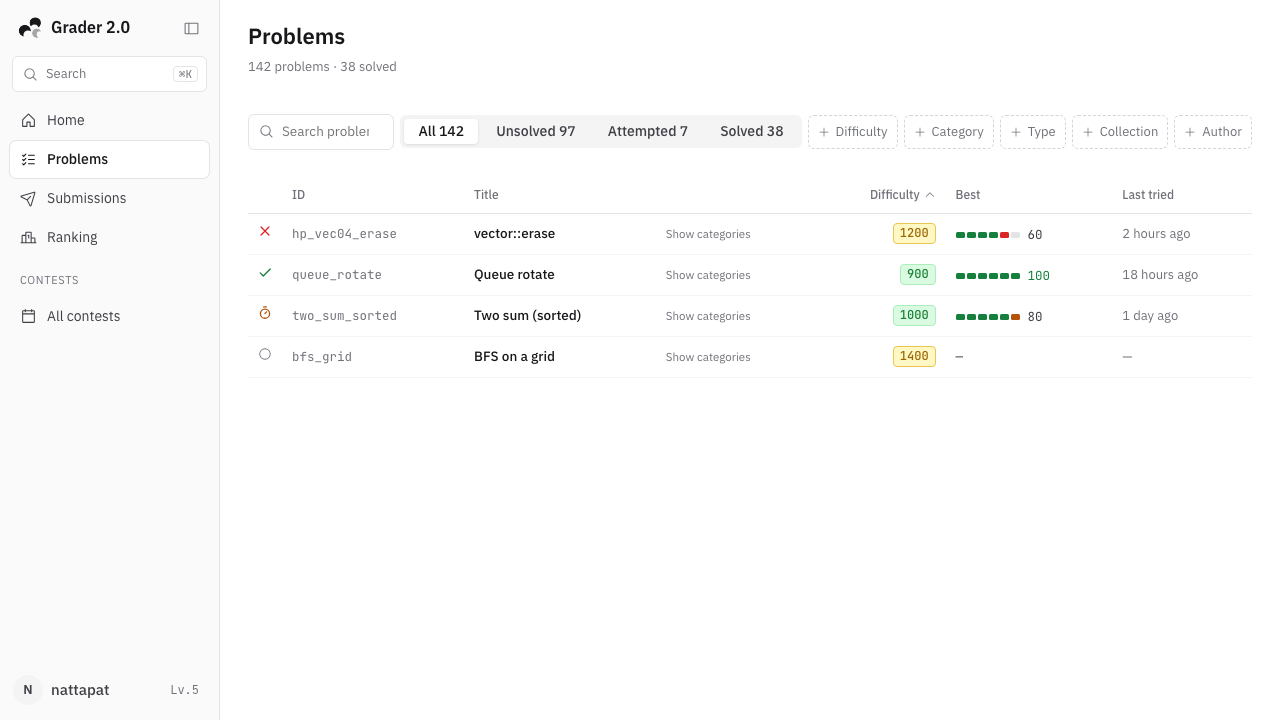 Grader 2.0
Search ⌘K
Home
Problems
Submissions
Ranking
CONTESTS
All contests
N nattapat Lv.5
Problems
142 problems · 38 solved
Search probler All 142 Unsolved 97 Attempted 7 Solved 38 + Difficulty + Category + Type + Collection + Author
ID Title Difficulty Best Last tried
hp_vec04_erase vector::erase Show categories 1200 60 2 hours ago
queue_rotate Queue rotate Show categories 900 100 18 hours ago
two_sum_sorted Two sum (sorted) Show categories 1000 80 1 day ago
bfs_grid BFS on a grid Show categories 1400 — —